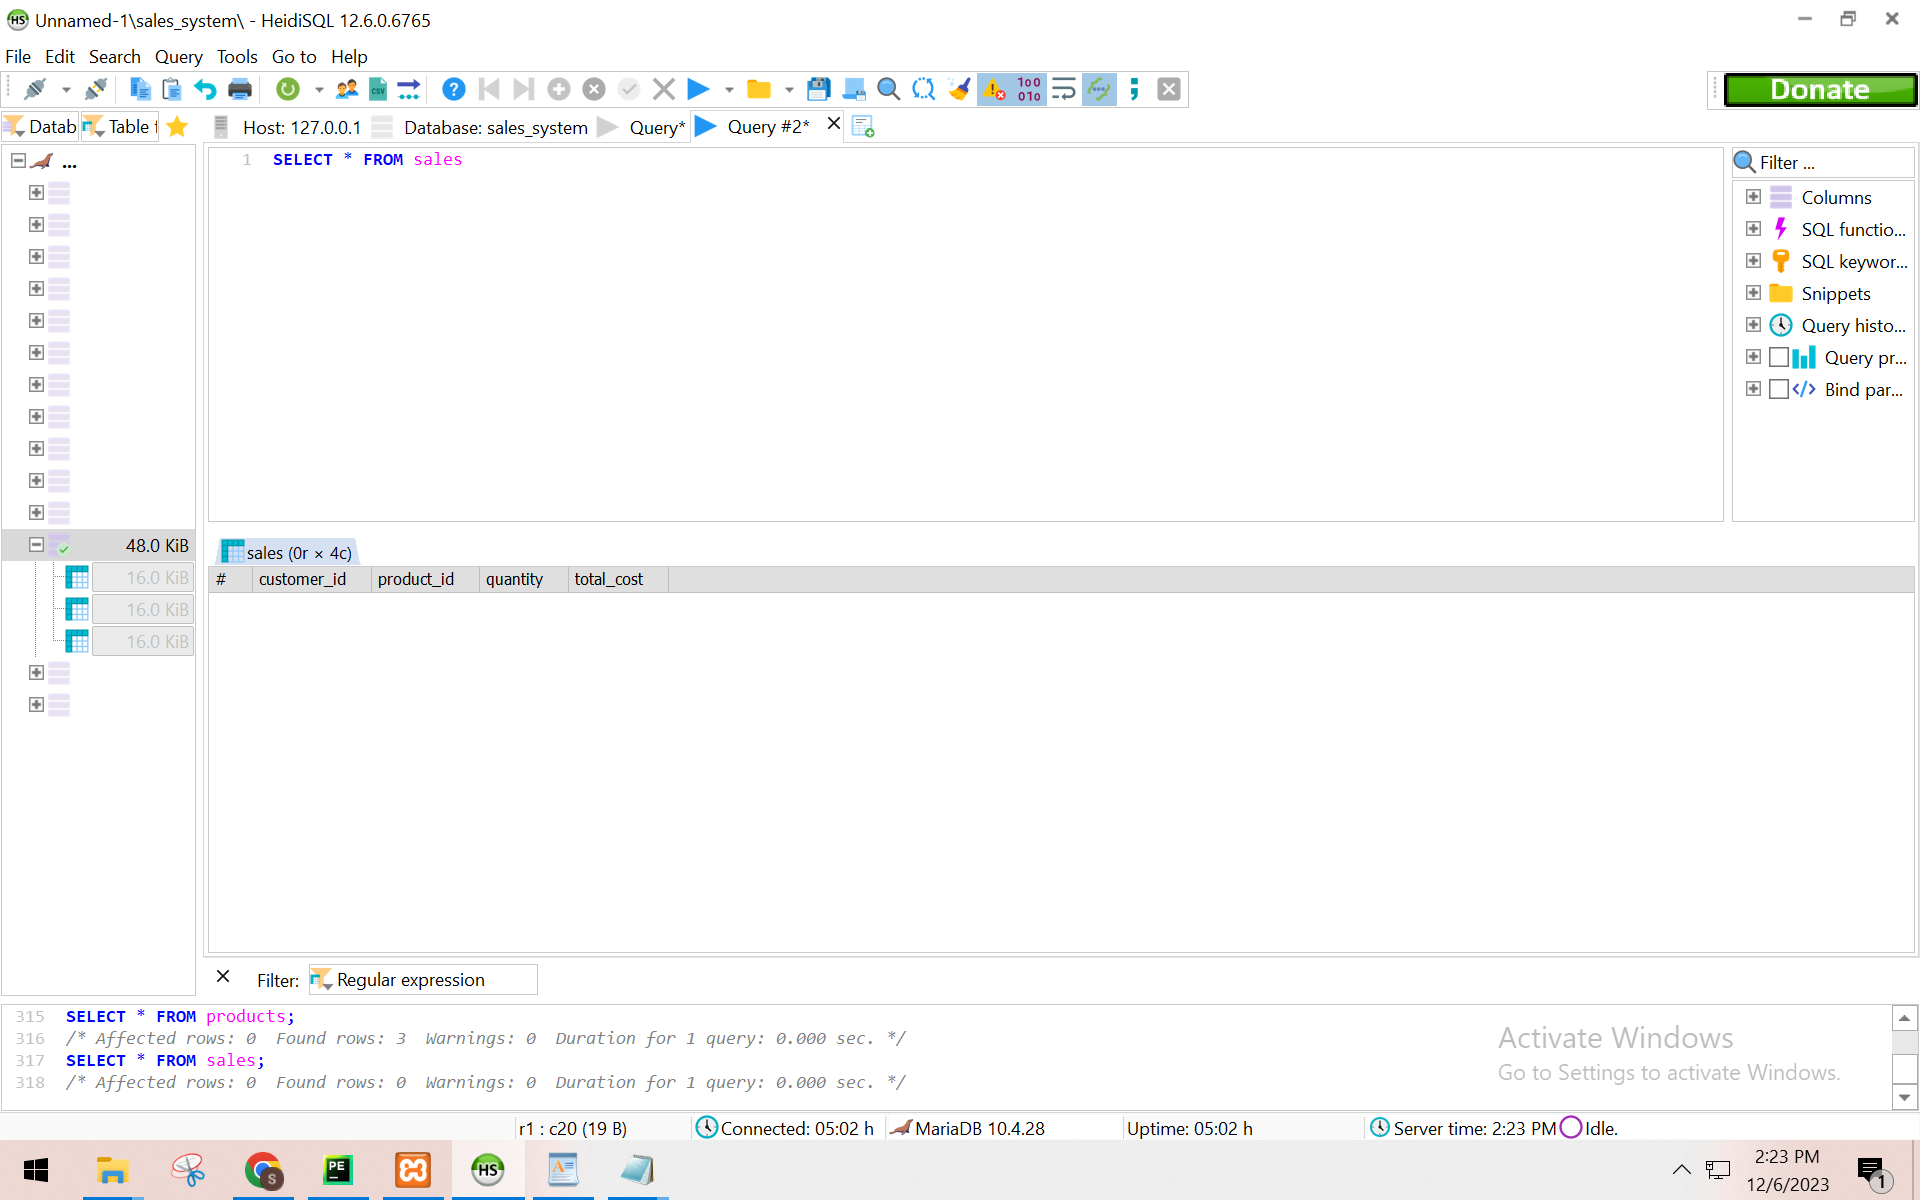 Unnamed-1\sales_system\ - HeidiSQL 12.6.0.6765
File Edit Search Query Tools Go to Help
Donate
Datab Table Host: 127.0.0.1 Database: sales_system Query* Query #2*
...
1 SELECT * FROM sales
Filter ...
Columns
SQL functio...
SQL keywor...
Snippets
Query histo...
Query pr...
Bind par...
48.0 KiB
16.0 KiB
16.0 KiB
16.0 KiB
sales (0r × 4c)
# customer_id product_id quantity total_cost
Filter: Regular expression
315 SELECT * FROM products;
316 /* Affected rows: 0 Found rows: 3 Warnings: 0 Duration for 1 query: 0.000 sec. */
317 SELECT * FROM sales;
318 /* Affected rows: 0 Found rows: 0 Warnings: 0 Duration for 1 query: 0.000 sec. */
Activate Windows
Go to Settings to activate Windows.
r1 : c20 (19 B) Connected: 05:02 h MariaDB 10.4.28 Uptime: 05:02 h Server time: 2:23 PM Idle.
2:23 PM
12/6/2023
1